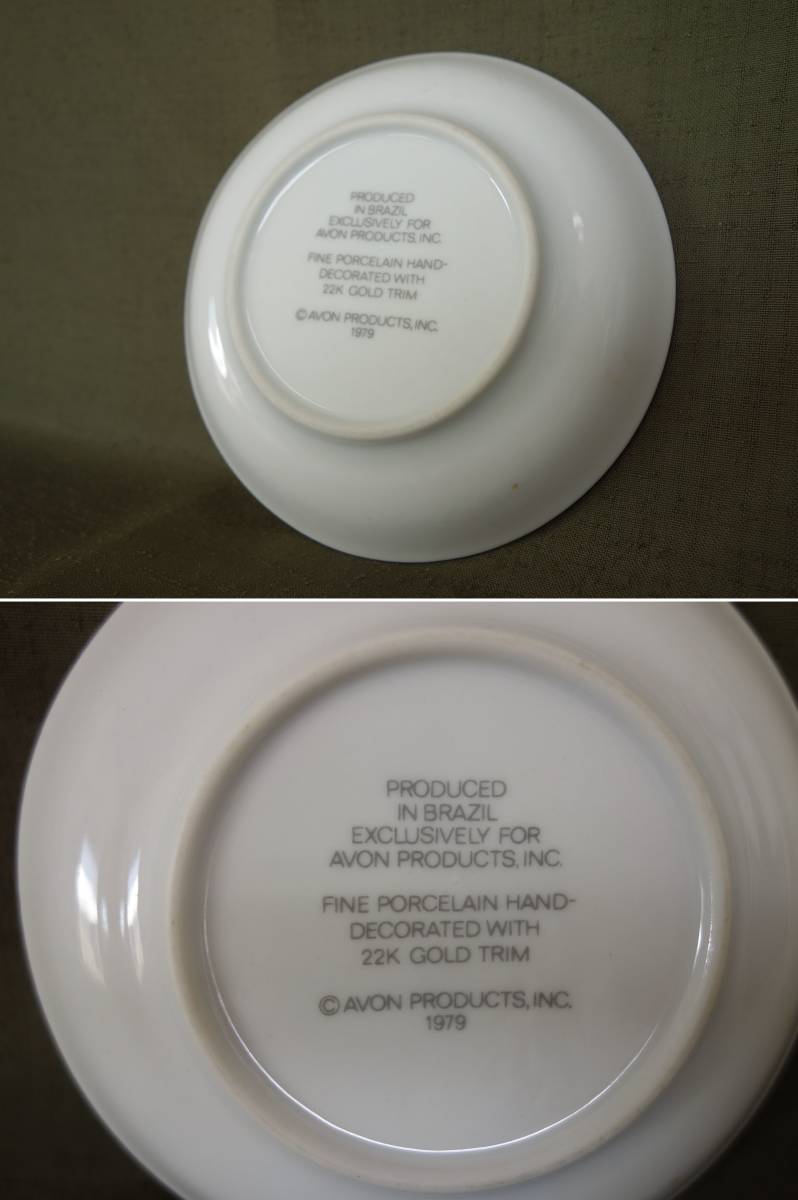 PRODUCED
IN BRAZIL
EXCLUSIVELY FOR
AVON PRODUCTS, INC.
FINE PORCELAIN HAND-
DECORATED WITH
22K GOLD TRIM
© AVON PRODUCTS, INC.
1979
PRODUCED
IN BRAZIL
EXCLUSIVELY FOR
AVON PRODUCTS, INC.
FINE PORCELAIN HAND-
DECORATED WITH
22K GOLD TRIM
© AVON PRODUCTS, INC.
1979